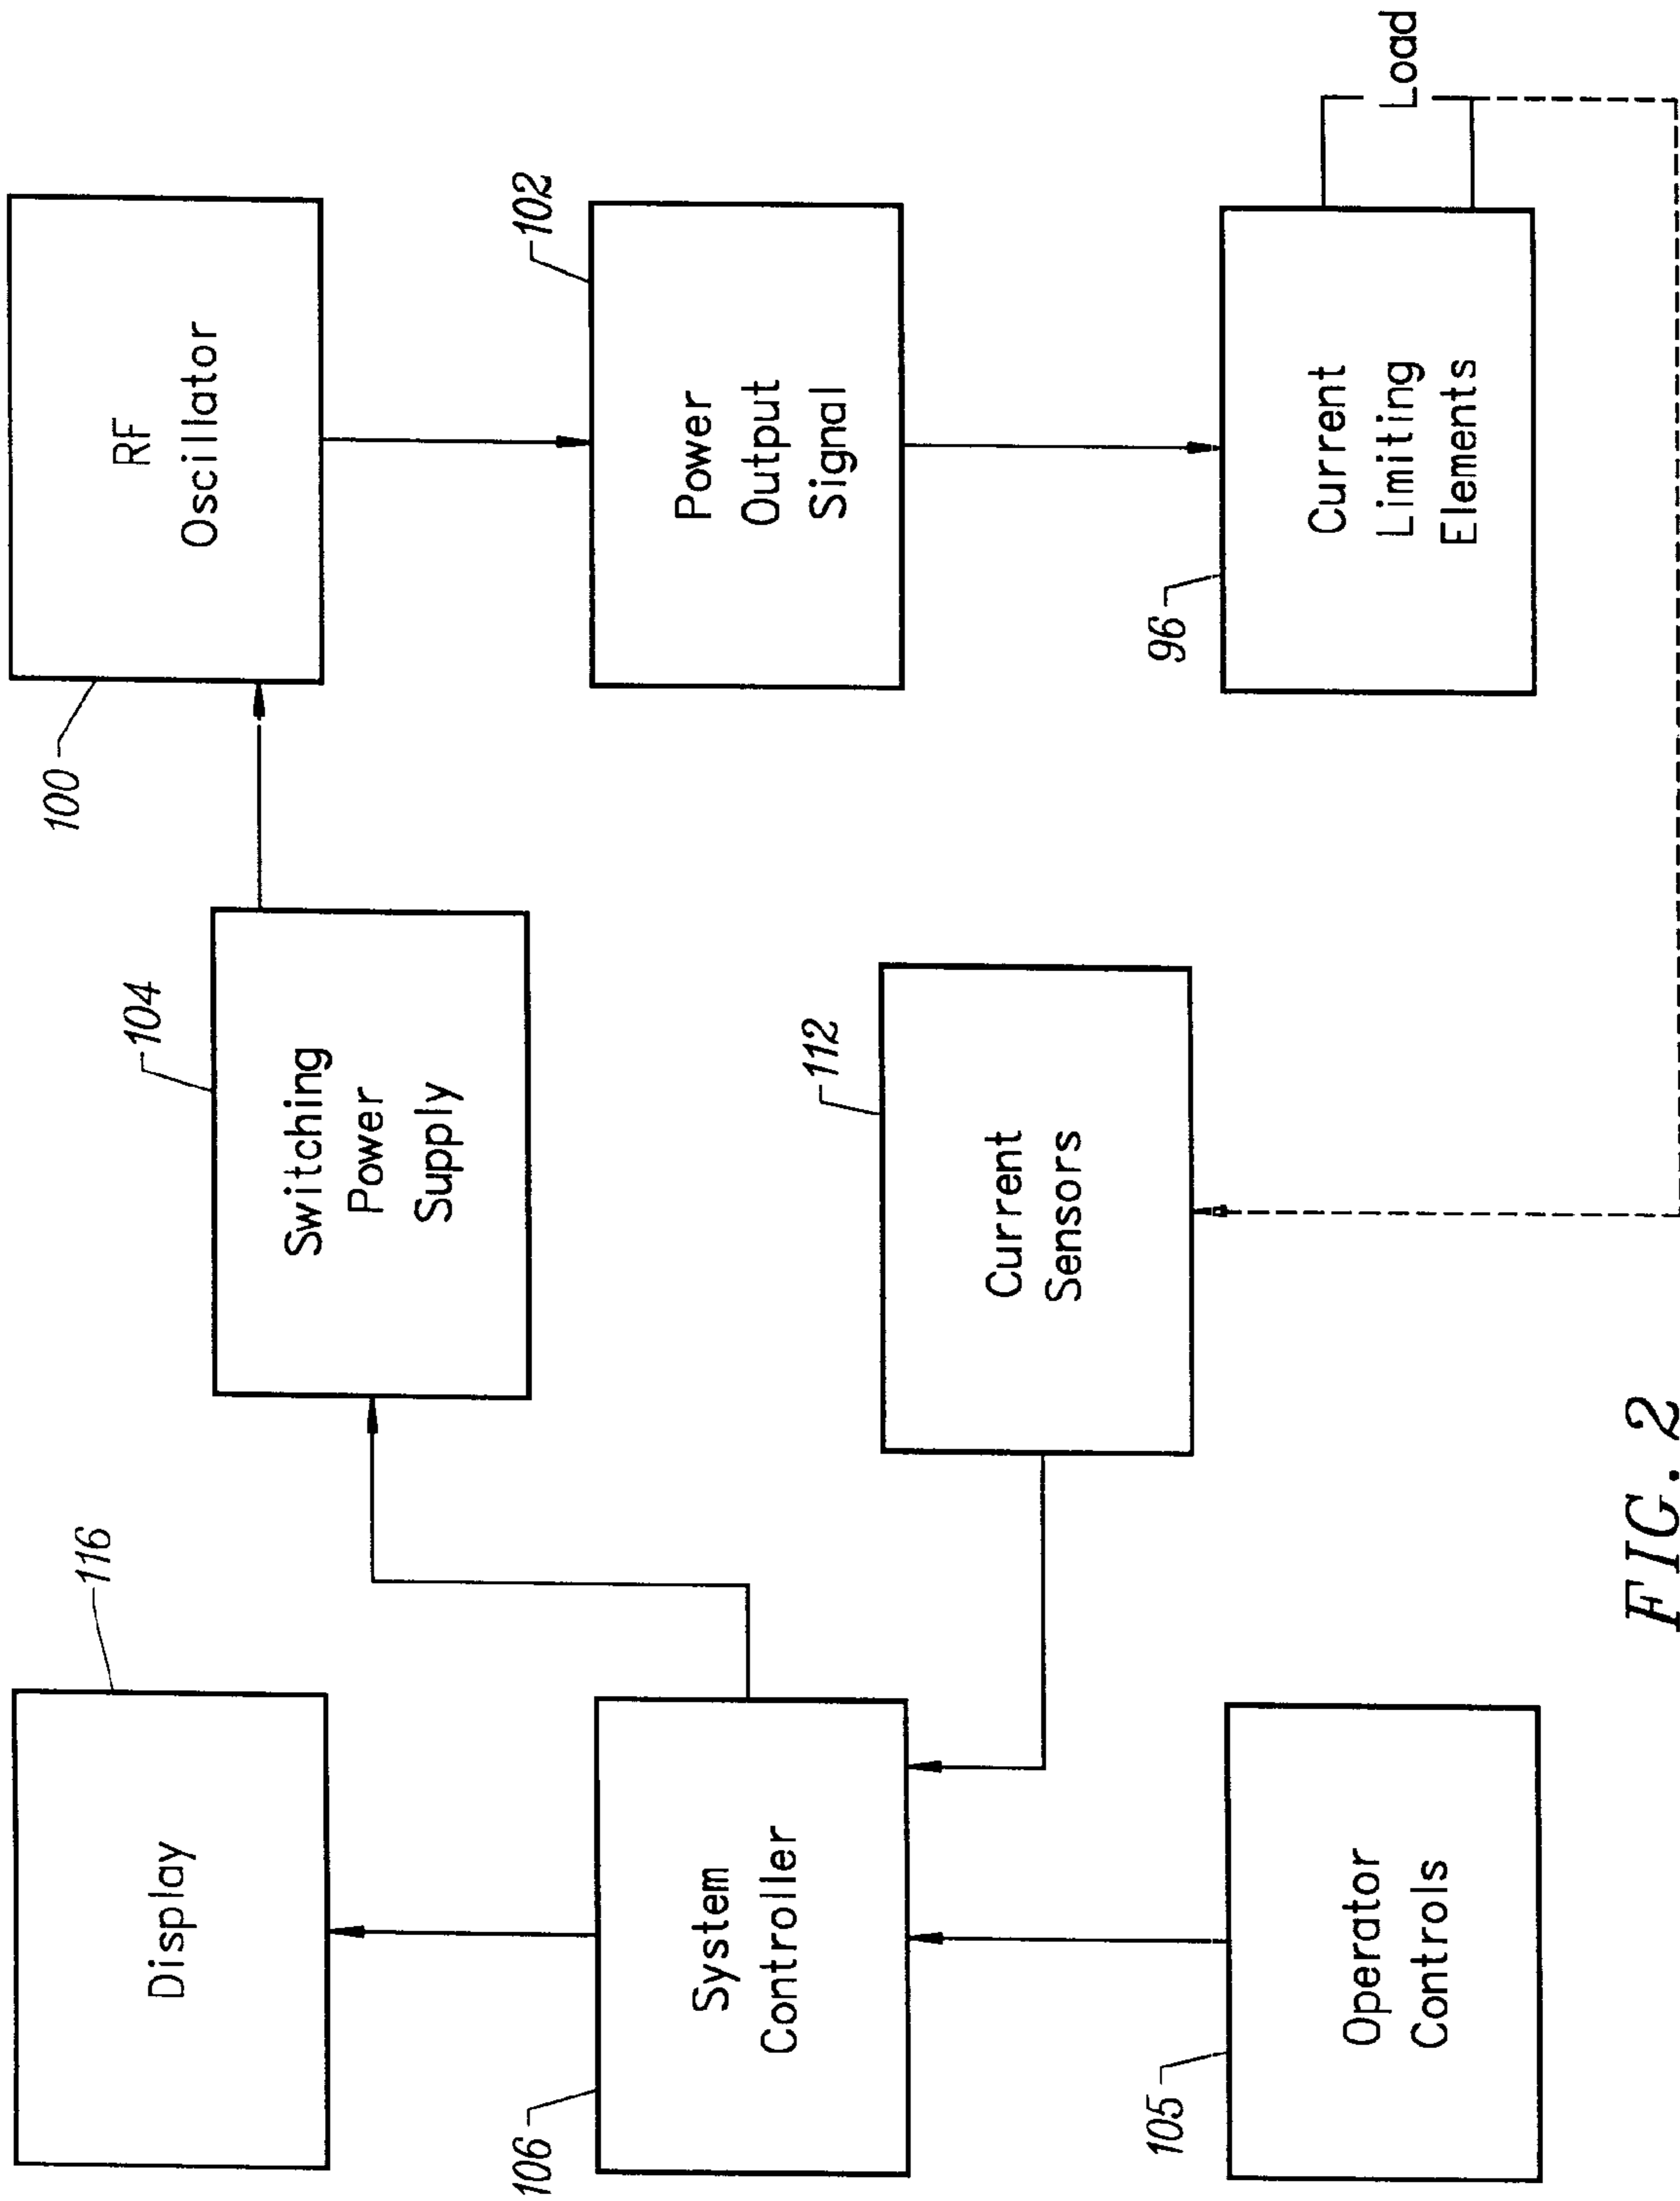 116
Display
106
System
Controller
105
Operator
Controls
104
Switching
Power
Supply
112
Current
Sensors
100
RF
Oscillator
102
Power
Output
Signal
96
Current
Limiting
Elements
Load
FIG. 2